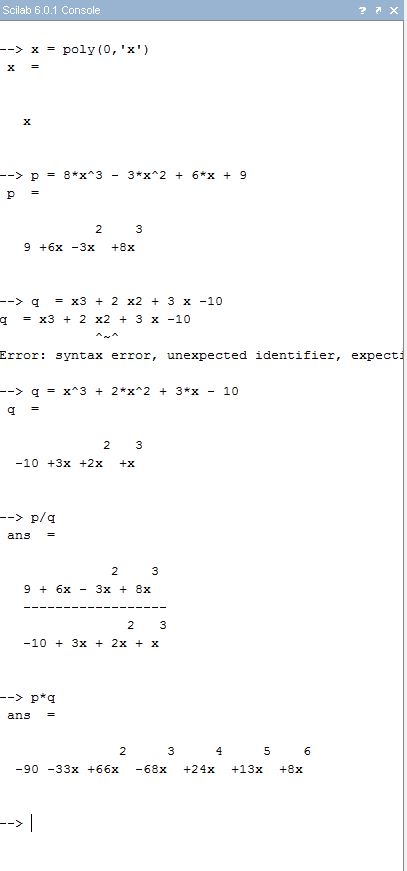 Scilab 6.0.1 Console ? ↗ ✕
--> x = poly(0,'x')
x =
x
--> p = 8*x^3 - 3*x^2 + 6*x + 9
p =
2 3
9 +6x -3x +8x
--> q = x3 + 2 x2 + 3 x -10
q = x3 + 2 x2 + 3 x -10
^~^
Error: syntax error, unexpected identifier, expecti
--> q = x^3 + 2*x^2 + 3*x - 10
q =
2 3
-10 +3x +2x +x
--> p/q
ans =
2 3
9 + 6x - 3x + 8x
------------------
2 3
-10 + 3x + 2x + x
--> p*q
ans =
2 3 4 5 6
-90 -33x +66x -68x +24x +13x +8x
-->